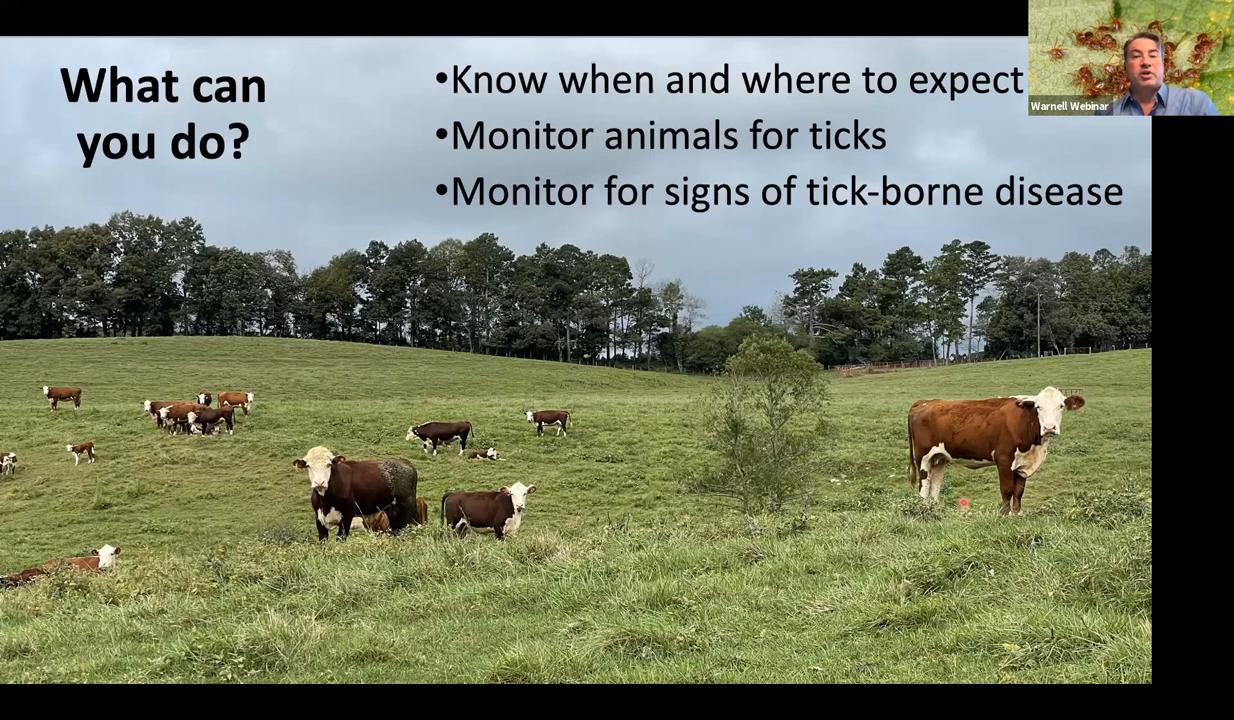 What can
you do?
•Know when and where to expect
•Monitor animals for ticks
•Monitor for signs of tick-borne disease
Warnell Webinar